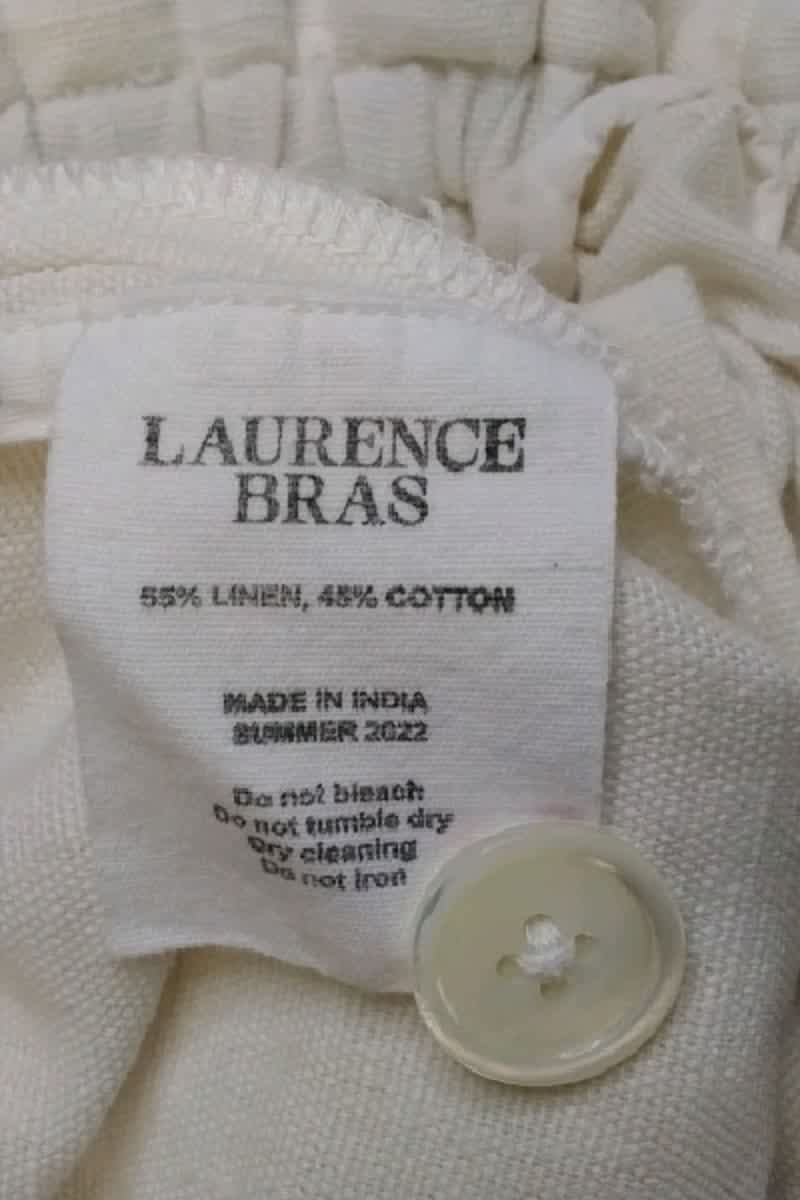 LAURENCE
BRAS
55% LINEN, 45% COTTON
MADE IN INDIA
SUMMER 2022
Do not bleach
Do not tumble dry
Dry cleaning
Do not iron